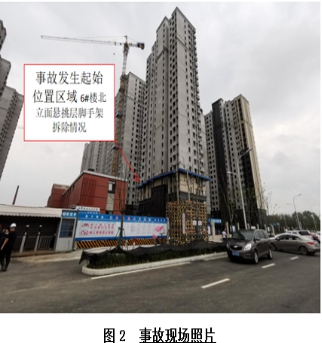 事故发生起始
位置区域 6#楼北
立面悬挑层脚手架
拆除情况
图 2 事故现场照片